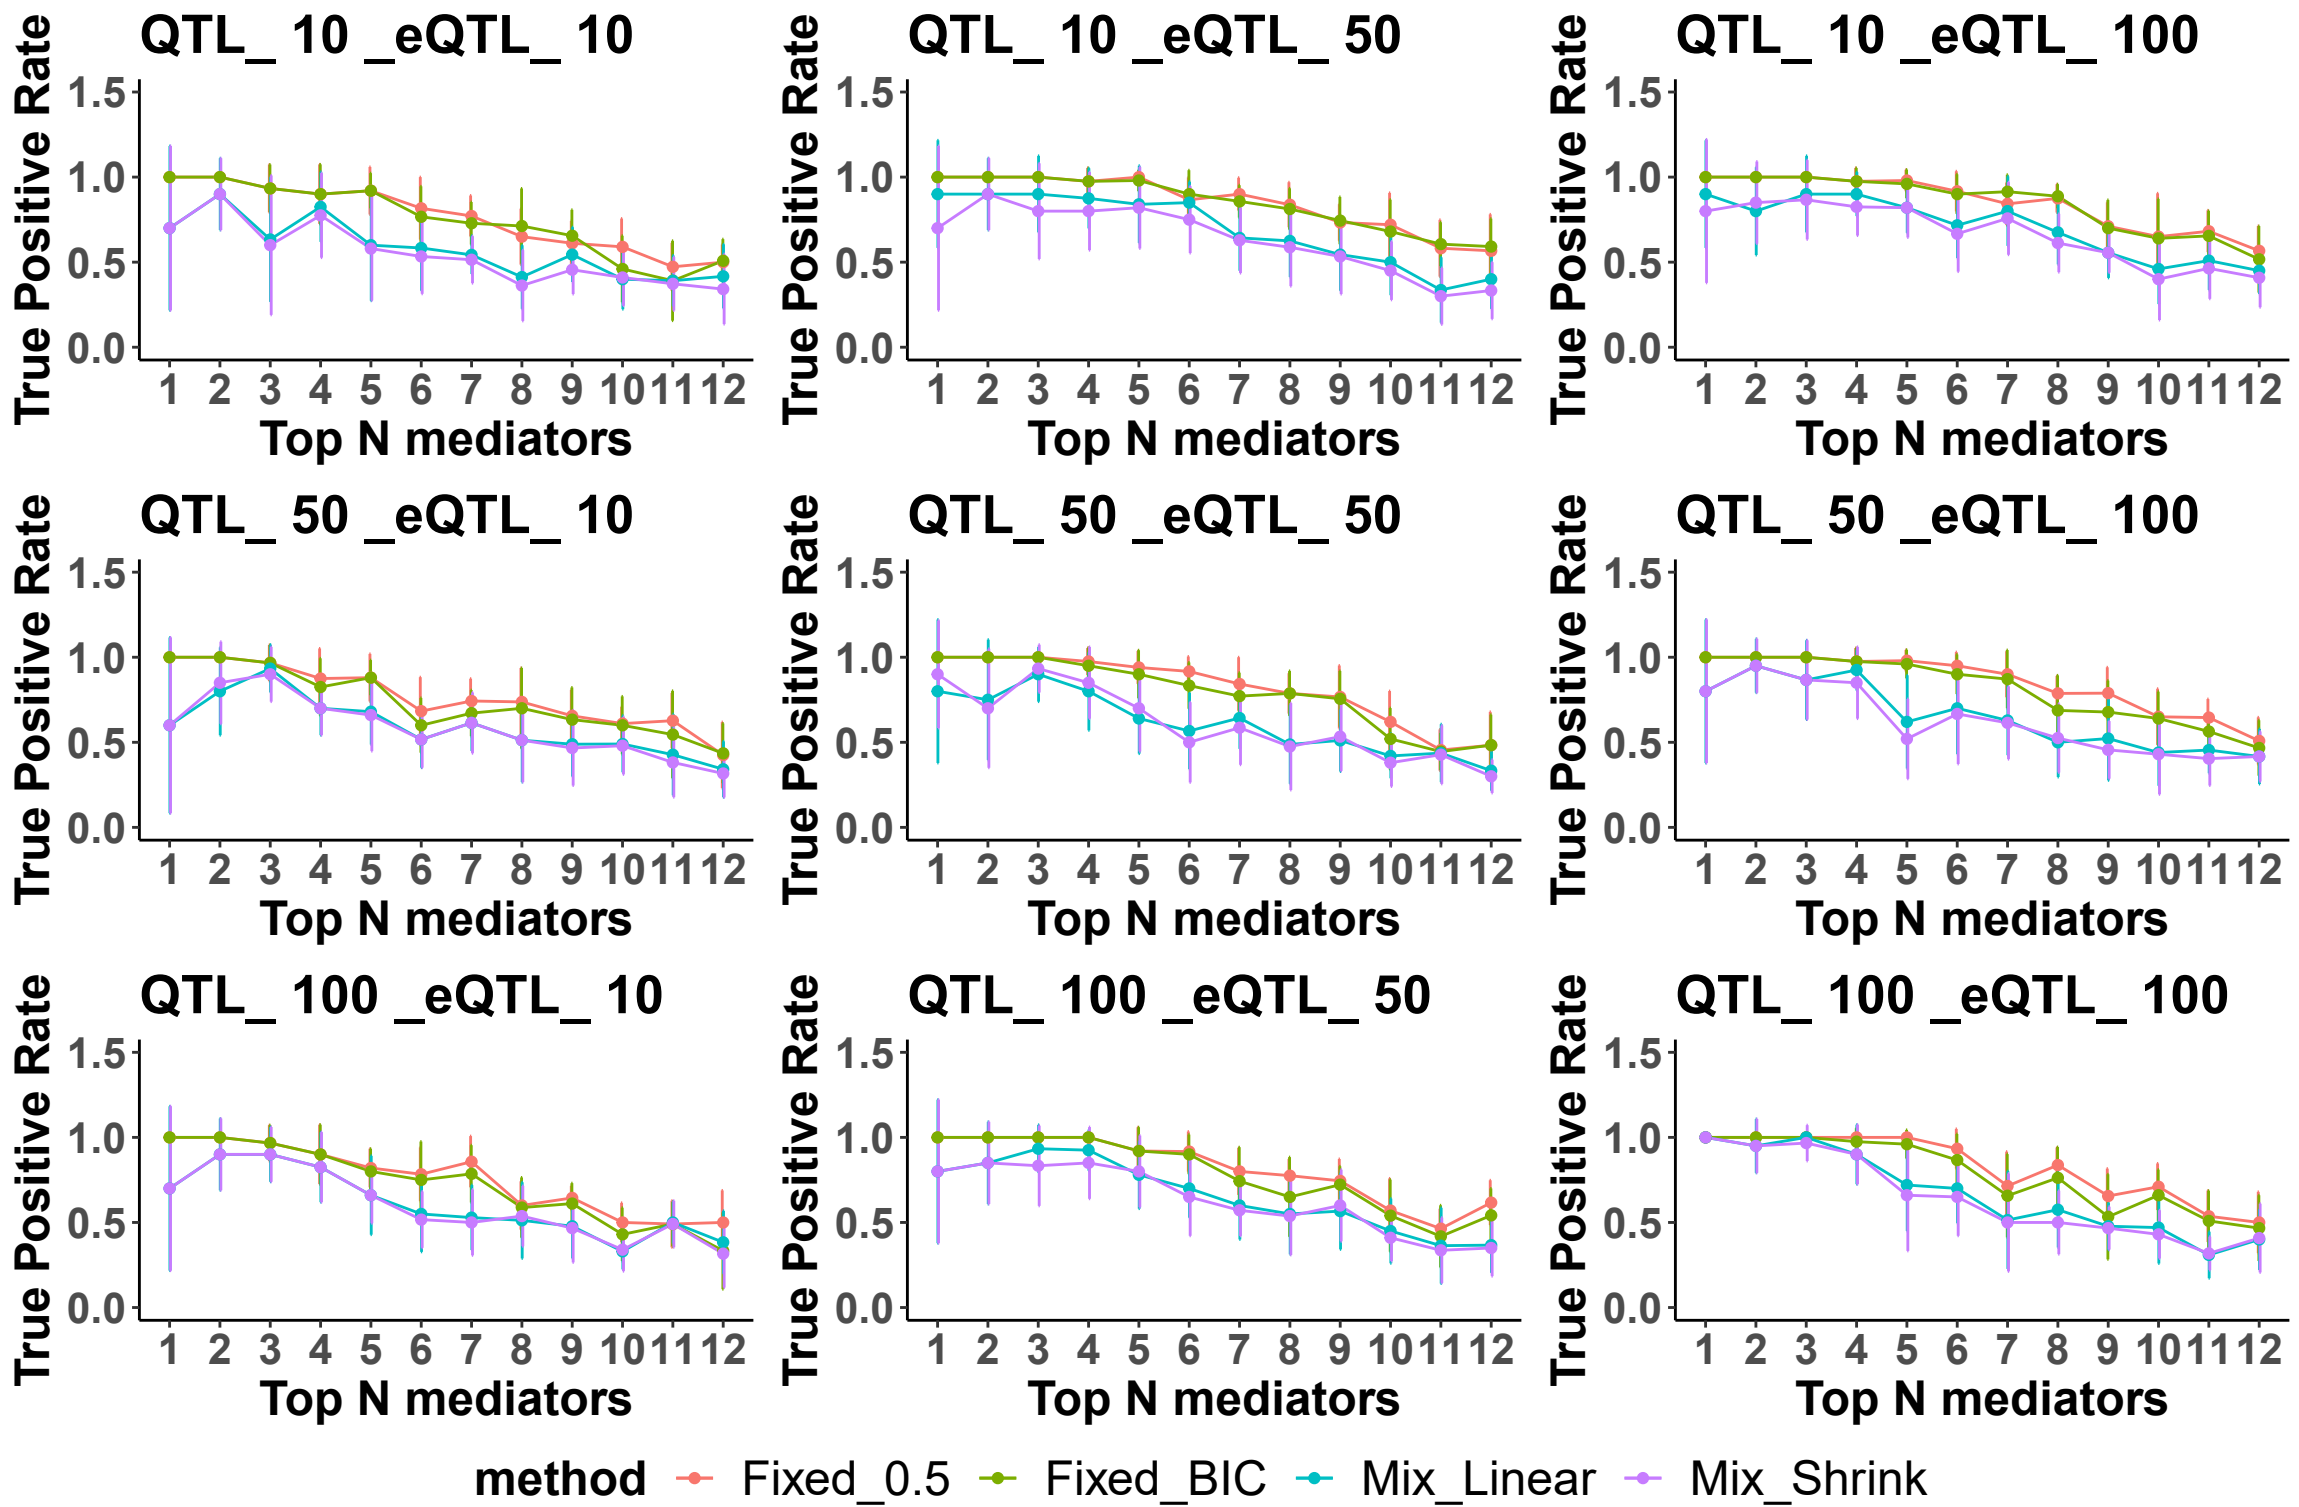 QTL_ 10 _eQTL_ 10
True Positive Rate
1.5
1.0
0.5
0.0
1 2 3 4 5 6 7 8 9 10 11 12
Top N mediators
QTL_ 10 _eQTL_ 50
True Positive Rate
1.5
1.0
0.5
0.0
1 2 3 4 5 6 7 8 9 10 11 12
Top N mediators
QTL_ 10 _eQTL_ 100
True Positive Rate
1.5
1.0
0.5
0.0
1 2 3 4 5 6 7 8 9 10 11 12
Top N mediators
QTL_ 50 _eQTL_ 10
True Positive Rate
1.5
1.0
0.5
0.0
1 2 3 4 5 6 7 8 9 10 11 12
Top N mediators
QTL_ 50 _eQTL_ 50
True Positive Rate
1.5
1.0
0.5
0.0
1 2 3 4 5 6 7 8 9 10 11 12
Top N mediators
QTL_ 50 _eQTL_ 100
True Positive Rate
1.5
1.0
0.5
0.0
1 2 3 4 5 6 7 8 9 10 11 12
Top N mediators
QTL_ 100 _eQTL_ 10
True Positive Rate
1.5
1.0
0.5
0.0
1 2 3 4 5 6 7 8 9 10 11 12
Top N mediators
QTL_ 100 _eQTL_ 50
True Positive Rate
1.5
1.0
0.5
0.0
1 2 3 4 5 6 7 8 9 10 11 12
Top N mediators
QTL_ 100 _eQTL_ 100
True Positive Rate
1.5
1.0
0.5
0.0
1 2 3 4 5 6 7 8 9 10 11 12
Top N mediators
method Fixed_0.5 Fixed_BIC Mix_Linear Mix_Shrink